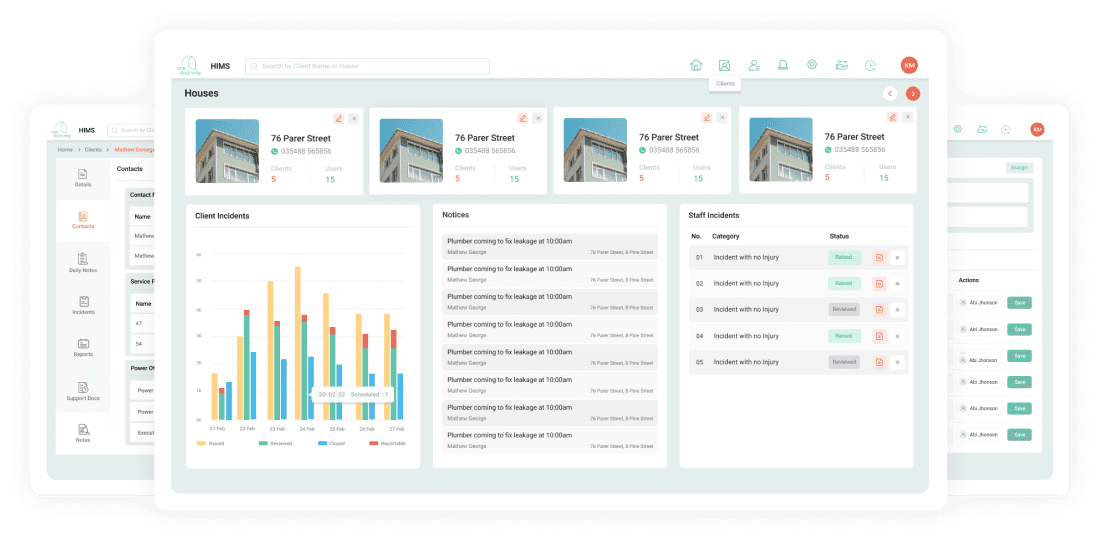 one doorway
HIMS
Search by Client Name or House
KM
Clients
Houses
76 Parer Street
035488 565856
Clients
Users
5
15
76 Parer Street
035488 565856
Clients
Users
5
15
76 Parer Street
035488 565856
Clients
Users
5
15
76 Parer Street
035488 565856
Clients
Users
5
15
Client Incidents
21 Feb
22 Feb
23 Feb
24 Feb
25 Feb
26 Feb
27 Feb
20-02-22 Scheduled : 1
Raised
Reviewed
Closed
Reportable
Notices
Plumber coming to fix leakage at 10:00am
Mathew George
76 Parer Street, 8 Pine Street
Plumber coming to fix leakage at 10:00am
Mathew George
76 Parer Street, 8 Pine Street
Plumber coming to fix leakage at 10:00am
Mathew George
76 Parer Street, 8 Pine Street
Plumber coming to fix leakage at 10:00am
Mathew George
76 Parer Street, 8 Pine Street
Plumber coming to fix leakage at 10:00am
Mathew George
76 Parer Street, 8 Pine Street
Plumber coming to fix leakage at 10:00am
Mathew George
76 Parer Street, 8 Pine Street
Plumber coming to fix leakage at 10:00am
Mathew George
76 Parer Street, 8 Pine Street
Plumber coming to fix leakage at 10:00am
Mathew George
76 Parer Street, 8 Pine Street
Staff Incidents
No. Category Status
01 Incident with no Injury Raised
02 Incident with no Injury Raised
03 Incident with no Injury Reviewed
04 Incident with no Injury Raised
05 Incident with no Injury Reviewed
HIMS
Search by Cli
Home > Clients > Mathew George
Details
Contacts
Daily Notes
Incidents
Reports
Support Docs
Notes
Contacts
Contact
Name
Mathew
Mathew
Service
Name
47
54
Power Of
Power
Power
Execut
KM
Assign
Actions
Abi Jhonson Save
Abi Jhonson Save
Abi Jhonson Save
Abi Jhonson Save
Abi Jhonson Save
Abi Jhonson Save